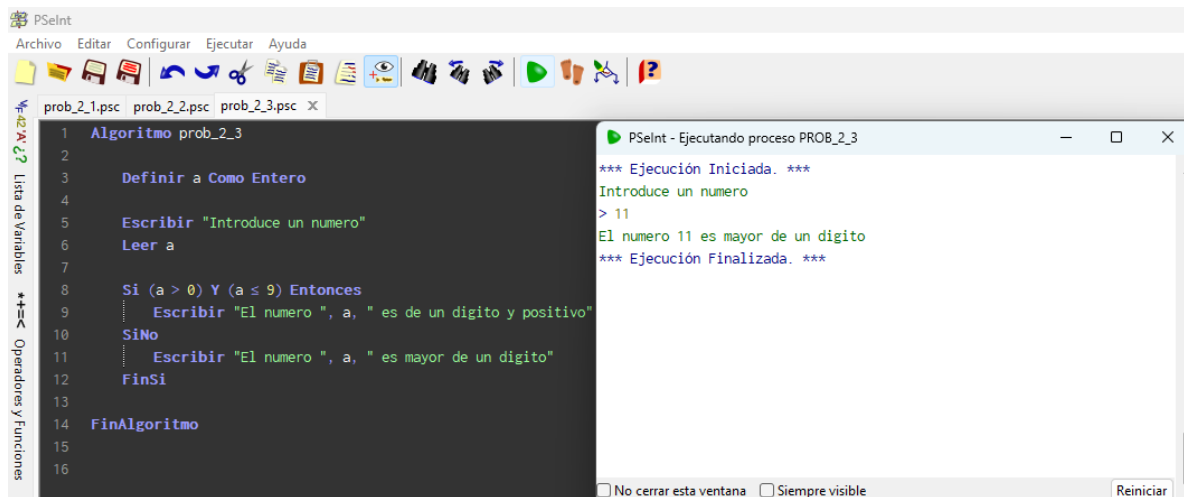 PSeInt
Archivo Editar Configurar Ejecutar Ayuda
prob_2_1.psc prob_2_2.psc prob_2_3.psc X
*42'A'¿? Lista de Variables
*+=< Operadores y Funciones
1 Algoritmo prob_2_3
2
3 Definir a Como Entero
4
5 Escribir "Introduce un numero"
6 Leer a
7
8 Si (a > 0) Y (a ≤ 9) Entonces
9 Escribir "El numero ", a, " es de un digito y positivo"
10 SiNo
11 Escribir "El numero ", a, " es mayor de un digito"
12 FinSi
13
14 FinAlgoritmo
15
16
PSeInt - Ejecutando proceso PROB_2_3
*** Ejecución Iniciada. ***
Introduce un numero
> 11
El numero 11 es mayor de un digito
*** Ejecución Finalizada. ***
No cerrar esta ventana Siempre visible Reiniciar